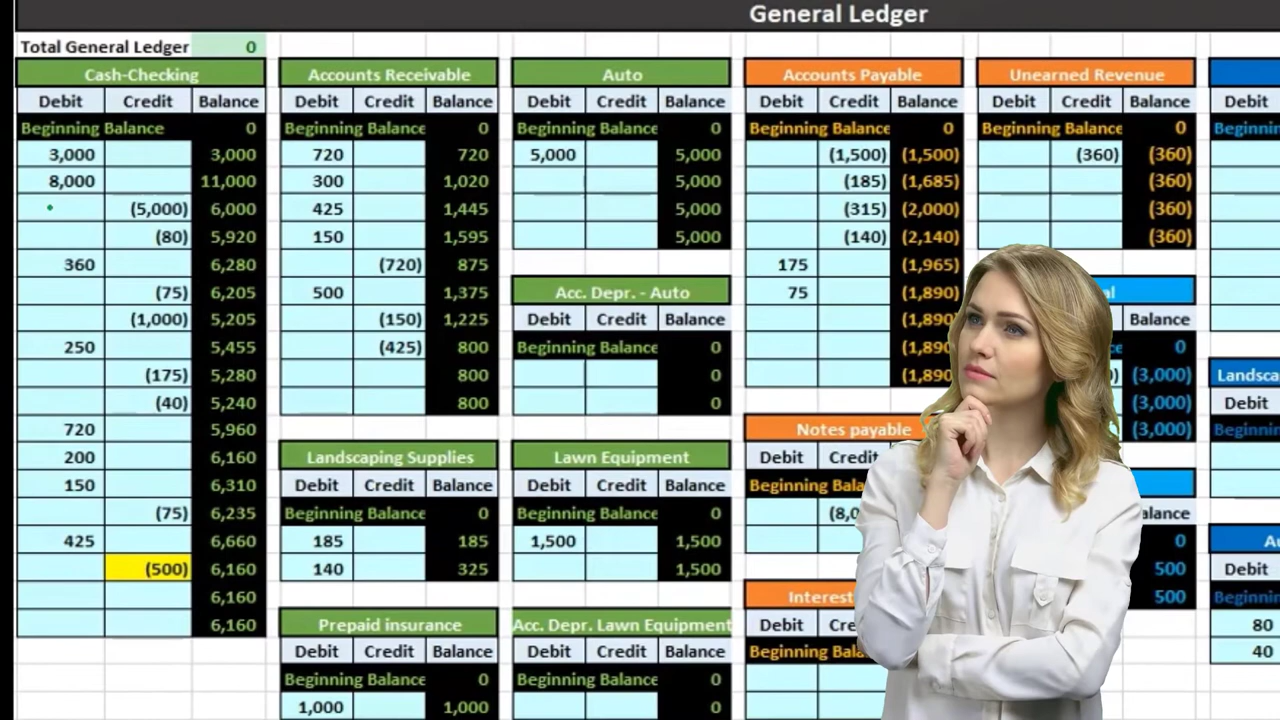 General Ledger
Total General Ledger 0
Cash-Checking
Debit Credit Balance
Beginning Balance 0
3,000 3,000
8,000 11,000
(5,000) 6,000
(80) 5,920
360 6,280
(75) 6,205
(1,000) 5,205
250 5,455
(175) 5,280
(40) 5,240
720 5,960
200 6,160
150 6,310
(75) 6,235
425 6,660
(500) 6,160
6,160
6,160
Accounts Receivable
Debit Credit Balance
Beginning Balance 0
720 720
300 1,020
425 1,445
150 1,595
(720) 875
500 1,375
(150) 1,225
(425) 800
800
800
Landscaping Supplies
Debit Credit Balance
Beginning Balance 0
185 185
140 325
Prepaid insurance
Debit Credit Balance
Beginning Balance 0
1,000 1,000
Auto
Debit Credit Balance
Beginning Balance 0
5,000 5,000
5,000
5,000
5,000
Acc. Depr. - Auto
Debit Credit Balance
Beginning Balance 0
0
0
Lawn Equipment
Debit Credit Balance
Beginning Balance 0
1,500 1,500
1,500
Acc. Depr. Lawn Equipment
Debit Credit Balance
Beginning Balance 0
0
Accounts Payable
Debit Credit Balance
Beginning Balance 0
(1,500) (1,500)
(185) (1,685)
(315) (2,000)
(140) (2,140)
175 (1,965)
75 (1,890)
(1,890
(1,890
(1,890
Notes payable
Debit Credit
Beginning
(8,0
Interest
Debit
Beginning
Unearned Revenue
Debit Credit Balance
Beginning Balance 0
(360) (360)
(360)
(360)
(360)
Balance
0
(3,000)
(3,000)
(3,000)
0
500
500
Debit
Debit
Debit
80
40